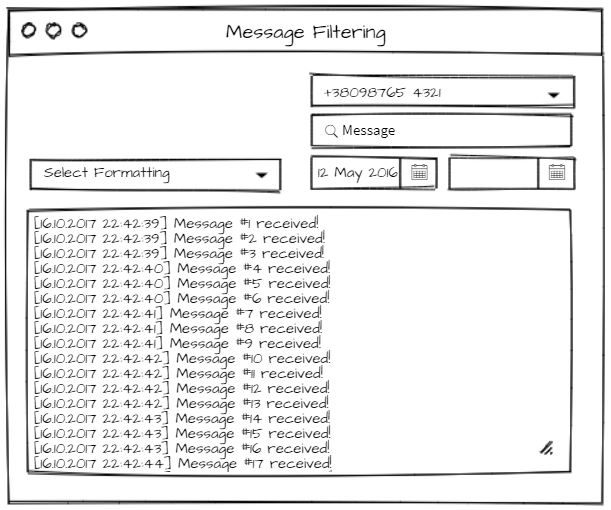 Message Filtering
+38098765 4321
Message
Select Formatting
12 May 2016
[16.10.2017 22:42:39] Message #1 received!
[16.10.2017 22:42:39] Message #2 received!
[16.10.2017 22:42:39] Message #3 received!
[16.10.2017 22:42:40] Message #4 received!
[16.10.2017 22:42:40] Message #5 received!
[16.10.2017 22:42:40] Message #6 received!
[16.10.2017 22:42:41] Message #7 received!
[16.10.2017 22:42:41] Message #8 received!
[16.10.2017 22:42:41] Message #9 received!
[16.10.2017 22:42:42] Message #10 received!
[16.10.2017 22:42:42] Message #11 received!
[16.10.2017 22:42:42] Message #12 received!
[16.10.2017 22:42:42] Message #13 received!
[16.10.2017 22:42:43] Message #14 received!
[16.10.2017 22:42:43] Message #15 received!
[16.10.2017 22:42:43] Message #16 received!
[16.10.2017 22:42:44] Message #17 received!